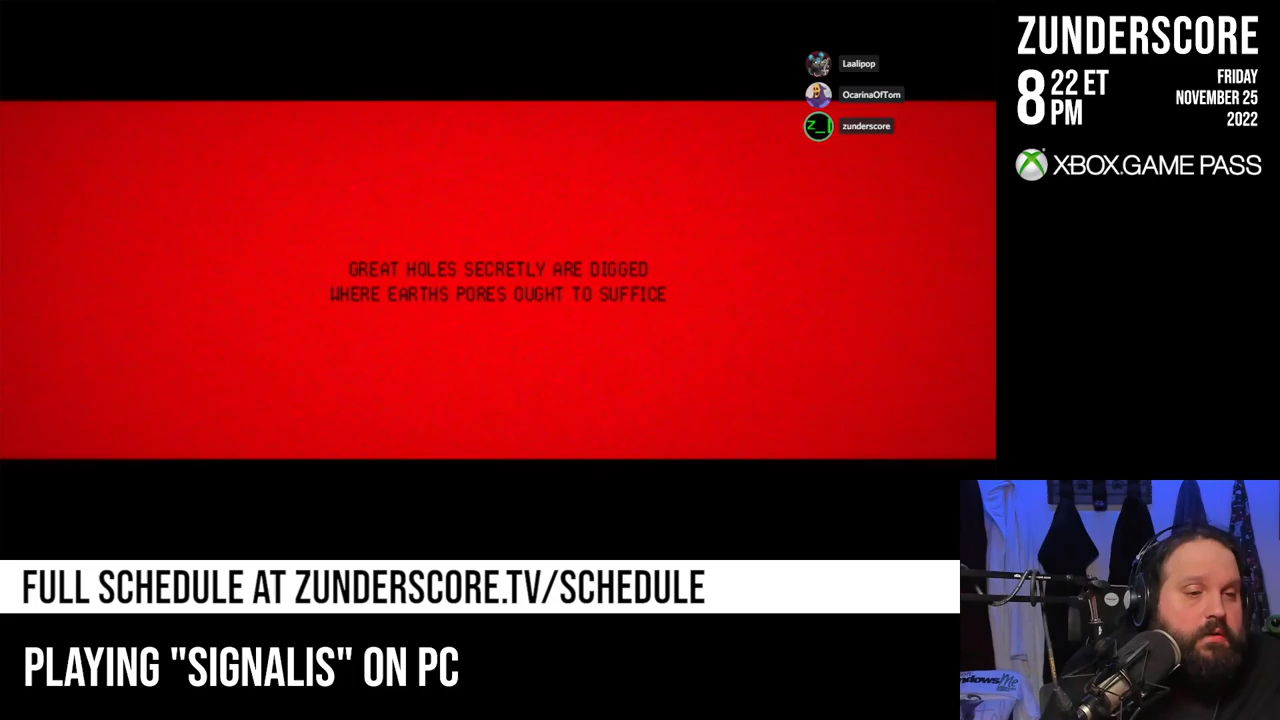 Laalipop
OcarinaOfTom
z_
zunderscore
ZUNDERSCORE
8 22 ET
PM
FRIDAY
NOVEMBER 25
2022
XBOX GAME PASS
GREAT HOLES SECRETLY ARE DIGGED
WHERE EARTHS PORES OUGHT TO SUFFICE
FULL SCHEDULE AT ZUNDERSCORE.TV/SCHEDULE
PLAYING "SIGNALIS" ON PC